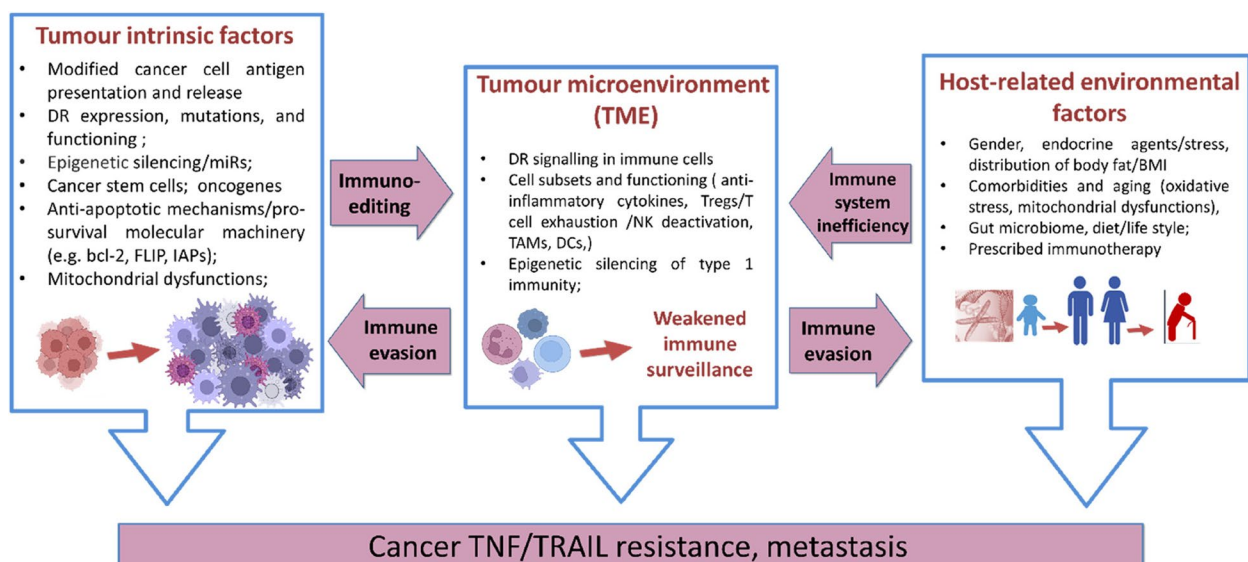 Tumour intrinsic factors
• Modified cancer cell antigen
presentation and release
• DR expression, mutations, and
functioning ;
• Epigenetic silencing/miRs;
• Cancer stem cells; oncogenes
• Anti-apoptotic mechanisms/pro-
survival molecular machinery
(e.g. bcl-2, FLIP, IAPs);
• Mitochondrial dysfunctions;
Immuno-
editing
Immune
evasion
Tumour microenvironment
(TME)
• DR signalling in immune cells
• Cell subsets and functioning ( anti-
inflammatory cytokines, Tregs/T
cell exhaustion /NK deactivation,
TAMs, DCs,)
• Epigenetic silencing of type 1
immunity;
Weakened
immune
surveillance
Immune
system
inefficiency
Immune
evasion
Host-related environmental
factors
• Gender, endocrine agents/stress,
distribution of body fat/BMI
• Comorbidities and aging (oxidative
stress, mitochondrial dysfunctions),
• Gut microbiome, diet/life style;
• Prescribed immunotherapy
Cancer TNF/TRAIL resistance, metastasis